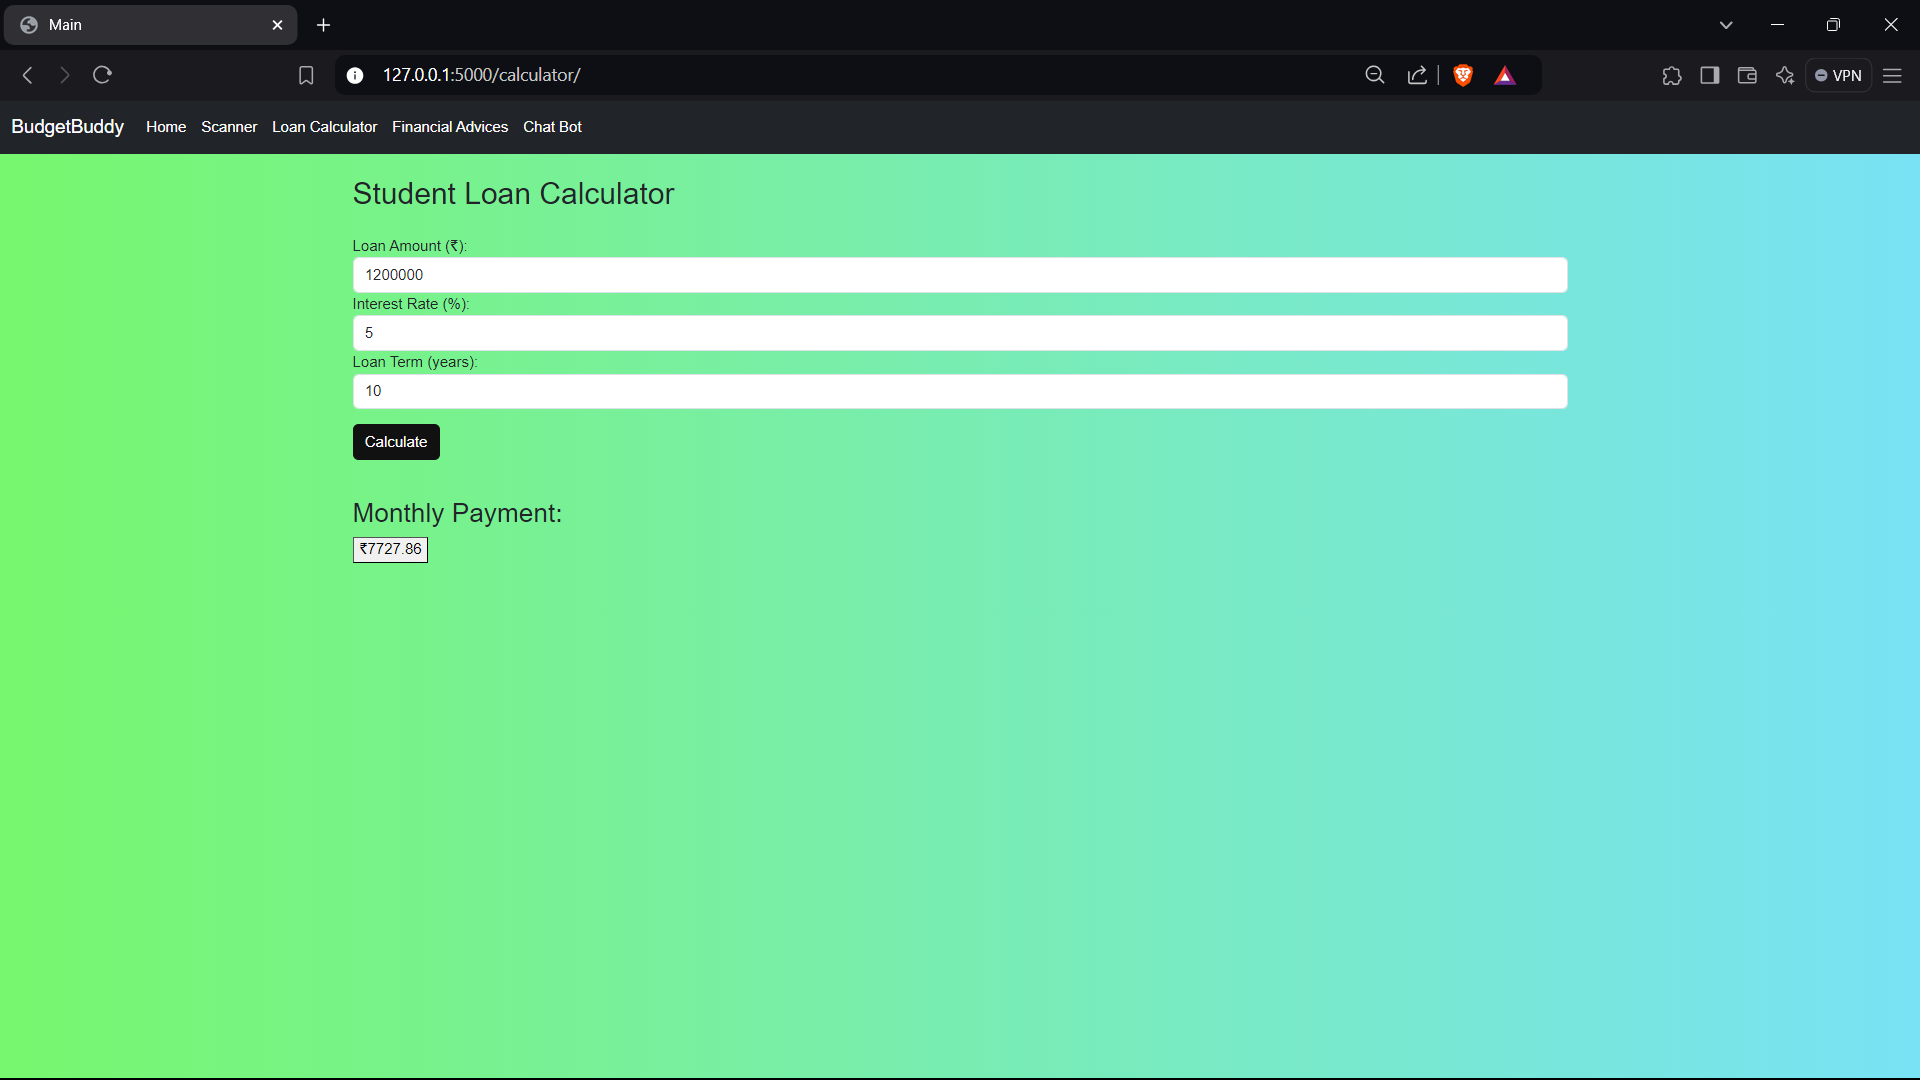 Main
127.0.0.1:5000/calculator/
VPN
BudgetBuddy Home Scanner Loan Calculator Financial Advices Chat Bot
Student Loan Calculator
Loan Amount (₹):
1200000
Interest Rate (%):
5
Loan Term (years):
10
Calculate
Monthly Payment:
₹7727.86